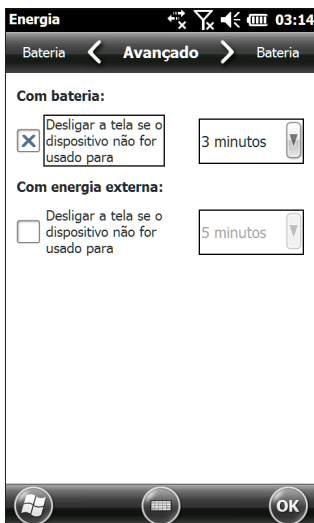 Energia 03:14
Bateria Avançado Bateria
Com bateria:
Desligar a tela se o
dispositivo não for
usado para
3 minutos
Com energia externa:
Desligar a tela se o
dispositivo não for
usado para
5 minutos
OK